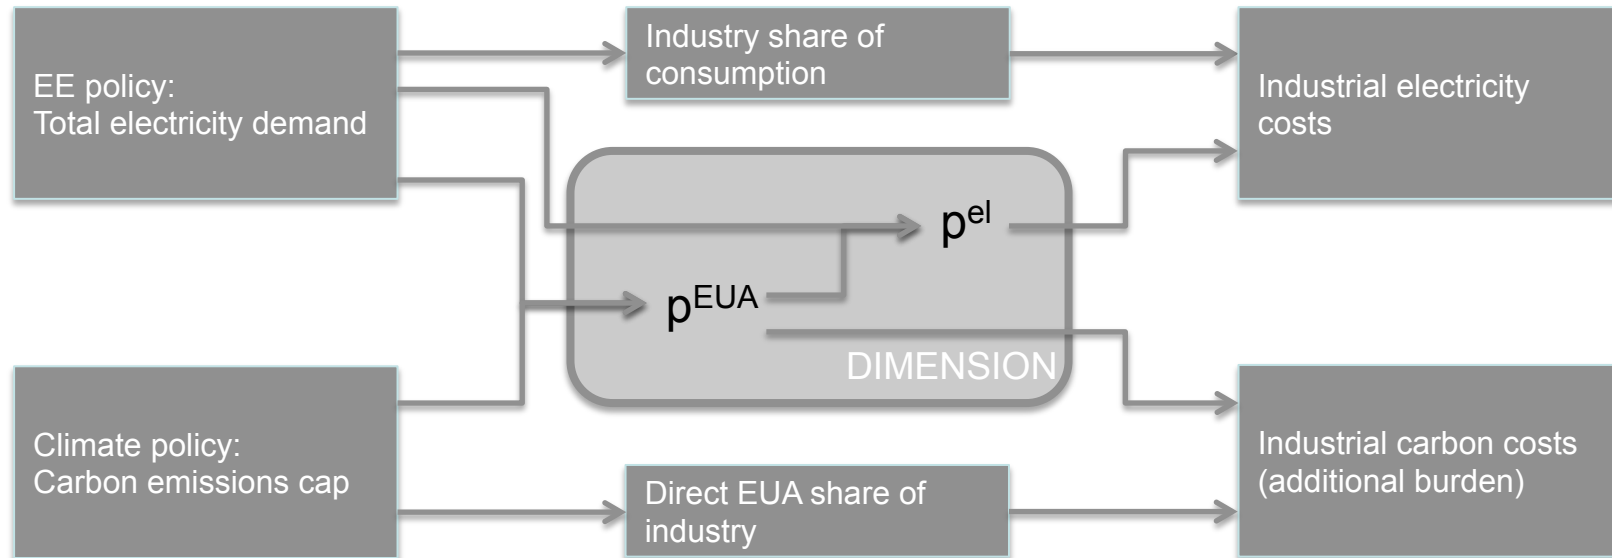 EE policy:
Total electricity demand
Industry share of
consumption
Industrial electricity
costs
p^el
p^EUA
DIMENSION
Climate policy:
Carbon emissions cap
Direct EUA share of
industry
Industrial carbon costs
(additional burden)